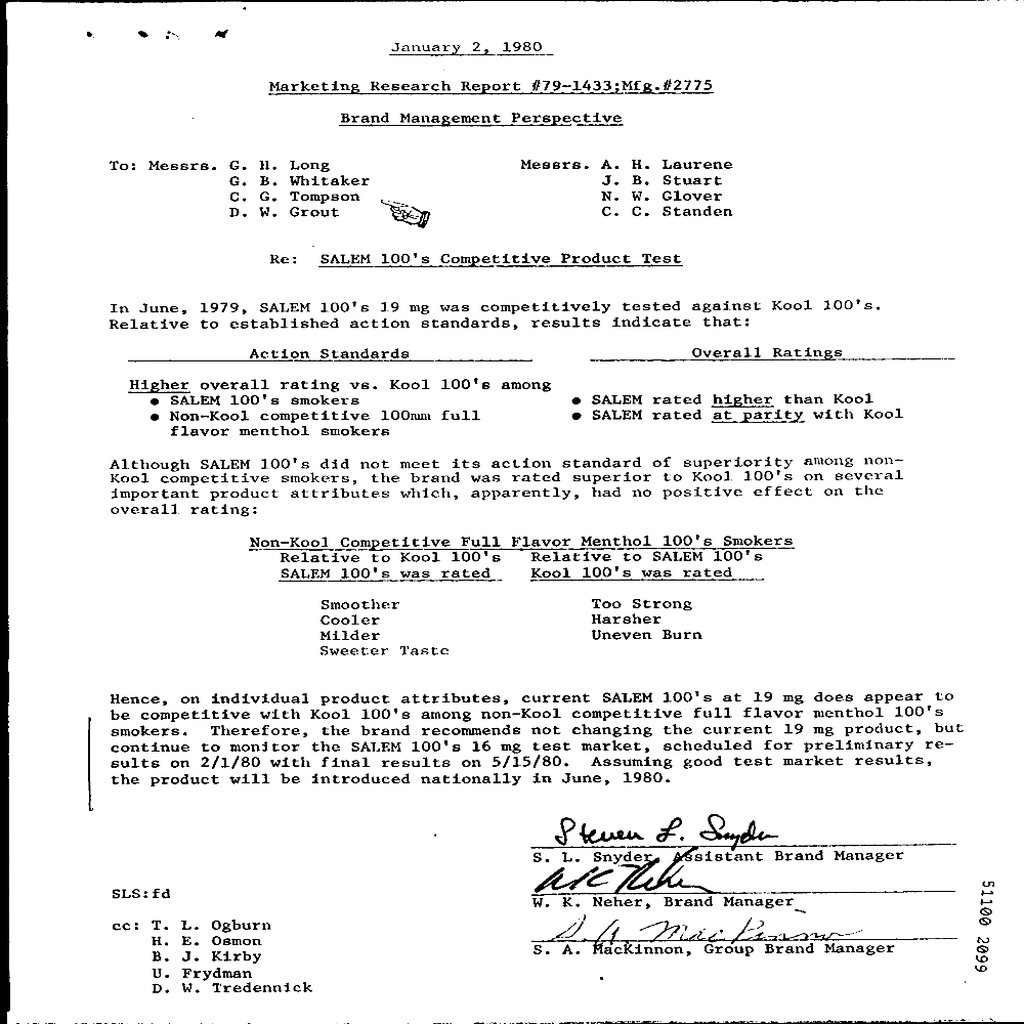 January 2, 1980
Marketing Research Report #79-1433;Mfg.#2775
Brand Management Perspective
To: Messrs. G. H. Long
G. B. Whitaker
C. G. Tompson
D. W. Grout
Messrs. A. H. Laurene
J. B. Stuart
N. W. Glover
C. C. Standen
Re: SALEM 100's Competitive Product Test
In June, 1979, SALEM 100's 19 mg was competitively tested against Kool 100's.
Relative to established action standards, results indicate that:
Action Standards Overall Ratings
Higher overall rating vs. Kool 100's among
● SALEM 100's smokers ● SALEM rated higher than Kool
● Non-Kool competitive 100mm full ● SALEM rated at parity with Kool
flavor menthol smokers
Although SALEM 100's did not meet its action standard of superiority among non-
Kool competitive smokers, the brand was rated superior to Kool 100's on several
important product attributes which, apparently, had no positive effect on the
overall rating:
Non-Kool Competitive Full Flavor Menthol 100's Smokers
Relative to Kool 100's Relative to SALEM 100's
SALEM 100's was rated Kool 100's was rated
Smoother Too Strong
Cooler Harsher
Milder Uneven Burn
Sweeter Taste
Hence, on individual product attributes, current SALEM 100's at 19 mg does appear to
be competitive with Kool 100's among non-Kool competitive full flavor menthol 100's
smokers. Therefore, the brand recommends not changing the current 19 mg product, but
continue to monitor the SALEM 100's 16 mg test market, scheduled for preliminary re-
sults on 2/1/80 with final results on 5/15/80. Assuming good test market results,
the product will be introduced nationally in June, 1980.
Steven L. Snyder
S. L. Snyder, Assistant Brand Manager
WK Neher
W. K. Neher, Brand Manager
S. A. MacKinnon
S. A. MacKinnon, Group Brand Manager
SLS:fd
cc: T. L. Ogburn
H. E. Osmon
B. J. Kirby
U. Frydman
D. W. Tredennick
51100 2099